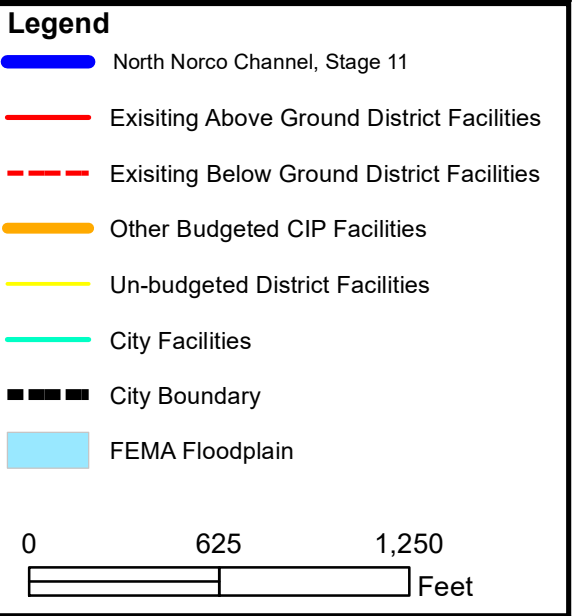 Legend
North Norco Channel, Stage 11
Exisiting Above Ground District Facilities
Exisiting Below Ground District Facilities
Other Budgeted CIP Facilities
Un-budgeted District Facilities
City Facilities
City Boundary
FEMA Floodplain
0 625 1,250
Feet